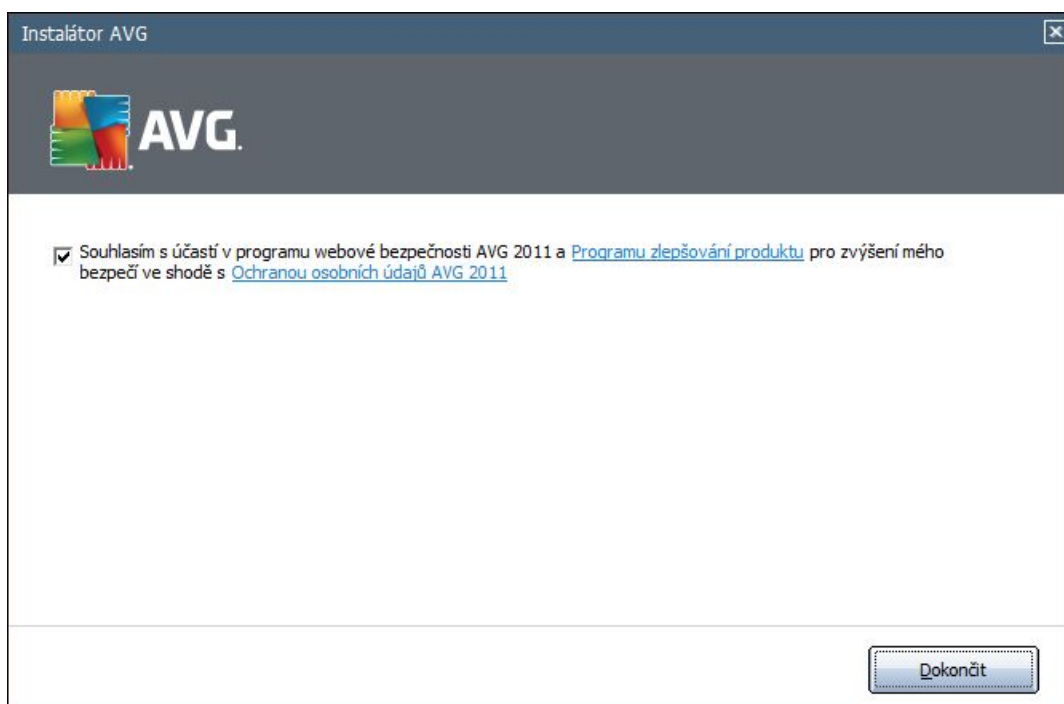 Instalátor AVG
AVG.
Souhlasím s účastí v programu webové bezpečnosti AVG 2011 a Programu zlepšování produktu pro zvýšení mého
bezpečí ve shodě s Ochranou osobních údajů AVG 2011
Dokončit